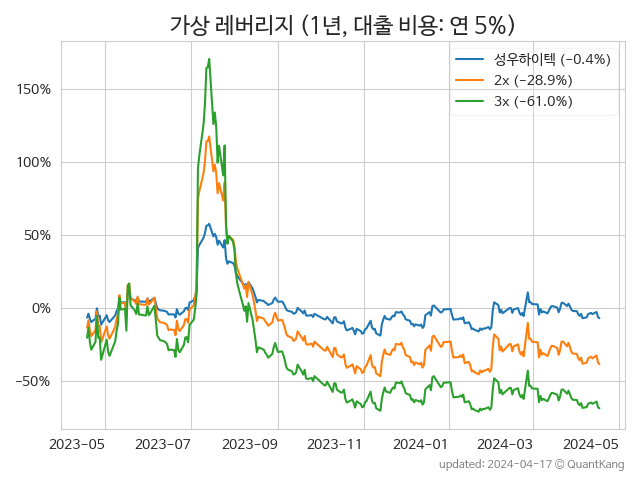 가상 레버리지 (1년, 대출 비용: 연 5%)
성우하이텍 (−0.4%)
2x (−28.9%)
3x (−61.0%)
150%
100%
50%
0%
−50%
2023-05 2023-07 2023-09 2023-11 2024-01 2024-03 2024-05
updated: 2024-04-17 © QuantKang